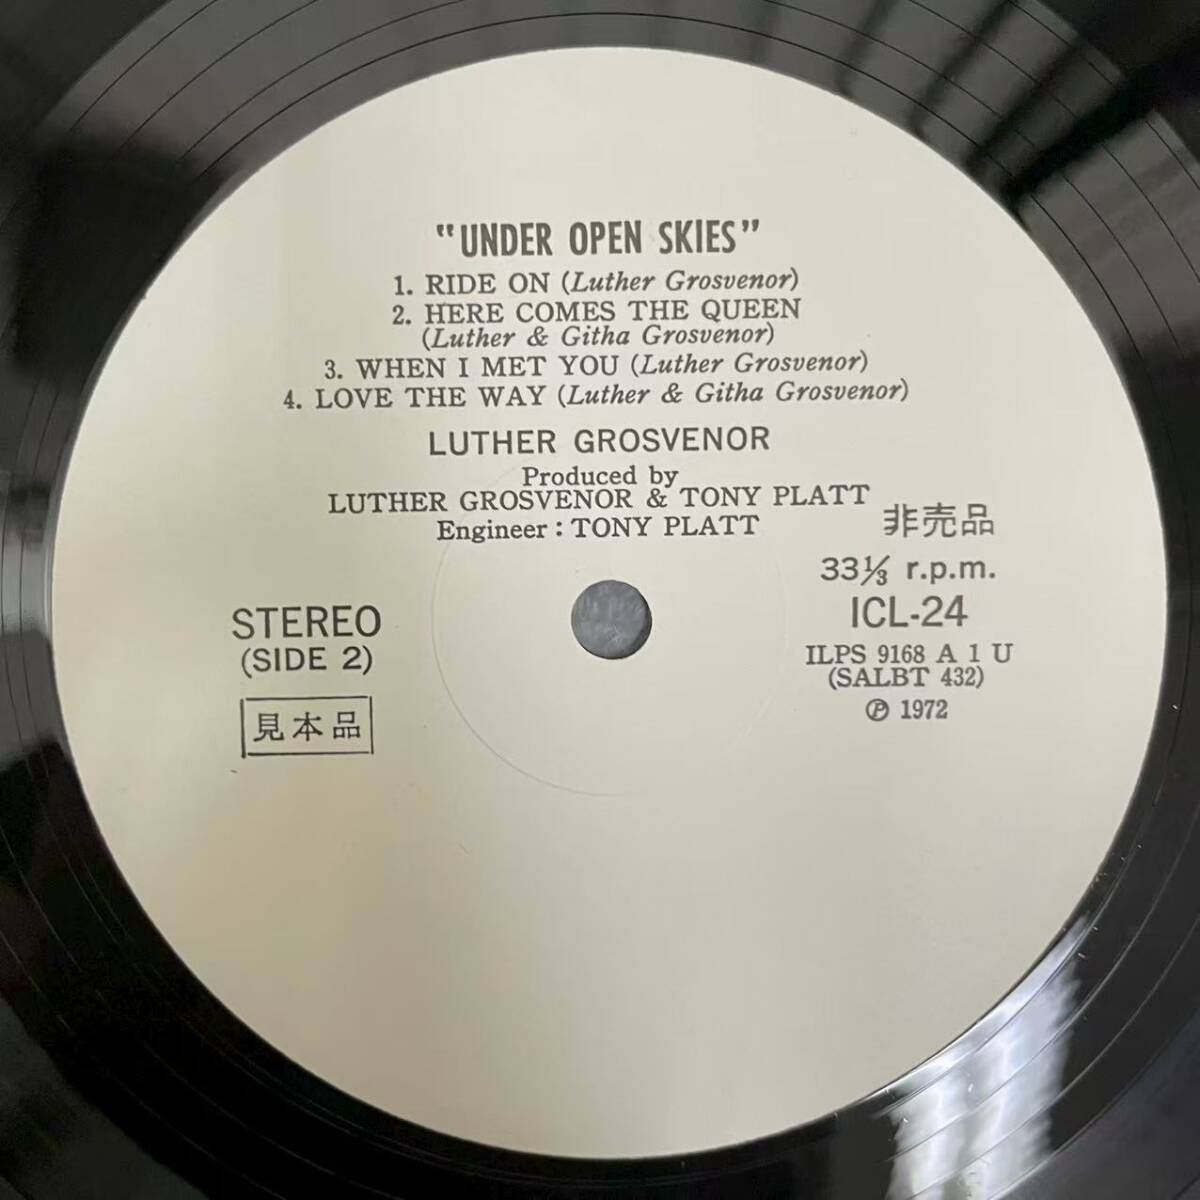 “UNDER OPEN SKIES”
1. RIDE ON (Luther Grosvenor)
2. HERE COMES THE QUEEN
(Luther & Githa Grosvenor)
3. WHEN I MET YOU (Luther Grosvenor)
4. LOVE THE WAY (Luther & Githa Grosvenor)
LUTHER GROSVENOR
Produced by
LUTHER GROSVENOR & TONY PLATT
Engineer : TONY PLATT
非売品
33⅓ r.p.m.
ICL-24
ILPS 9168 A 1 U
(SALBT 432)
Ⓟ 1972
STEREO
(SIDE 2)
見本品